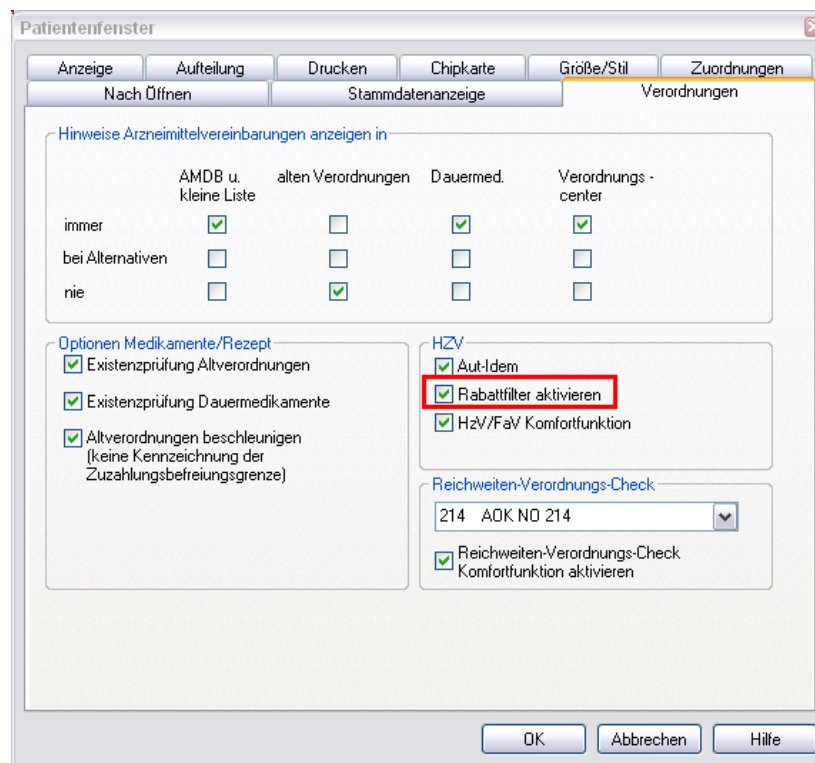 Patientenfenster
Anzeige Aufteilung Drucken Chipkarte Größe/Stil Zuordnungen
Nach Öffnen Stammdatenanzeige Verordnungen
Hinweise Arzneimittelvereinbarungen anzeigen in
AMDB u. alten Verordnungen Dauermed. Verordnungs -
kleine Liste center
immer
bei Alternativen
nie
Optionen Medikamente/Rezept
Existenzprüfung Altverordnungen
Existenzprüfung Dauermedikamente
Altverordnungen beschleunigen
(keine Kennzeichnung der
Zuzahlungsbefreiungsgrenze)
HZV
Aut-Idem
Rabattfilter aktivieren
HzV/FaV Komfortfunktion
Reichweiten-Verordnungs-Check
214 AOK NO 214
Reichweiten-Verordnungs-Check
Komfortfunktion aktivieren
OK Abbrechen Hilfe